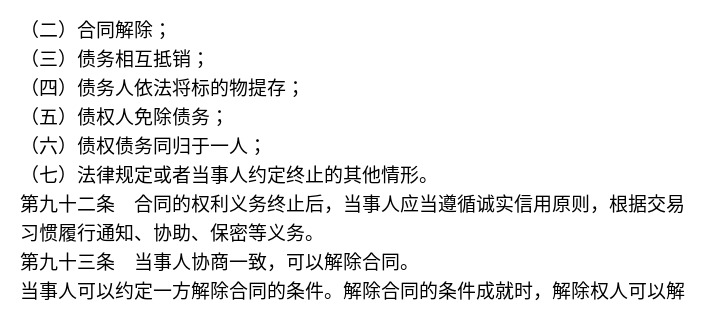 （二）合同解除；
（三）债务相互抵销；
（四）债务人依法将标的物提存；
（五）债权人免除债务；
（六）债权债务同归于一人；
（七）法律规定或者当事人约定终止的其他情形。
第九十二条　合同的权利义务终止后，当事人应当遵循诚实信用原则，根据交易
习惯履行通知、协助、保密等义务。
第九十三条　当事人协商一致，可以解除合同。
当事人可以约定一方解除合同的条件。解除合同的条件成就时，解除权人可以解